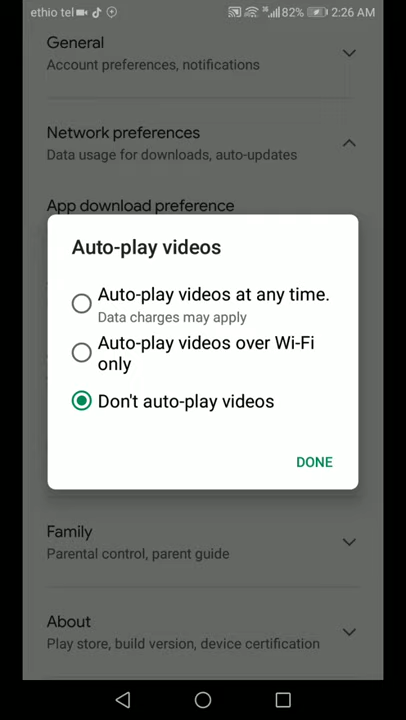 ethio tel 82% 2:26 AM
General
Account preferences, notifications
Network preferences
Data usage for downloads, auto-updates
App download preference
Auto-play videos
Auto-play videos at any time.
Data charges may apply
Auto-play videos over Wi-Fi
only
Don't auto-play videos
DONE
Family
Parental control, parent guide
About
Play store, build version, device certification